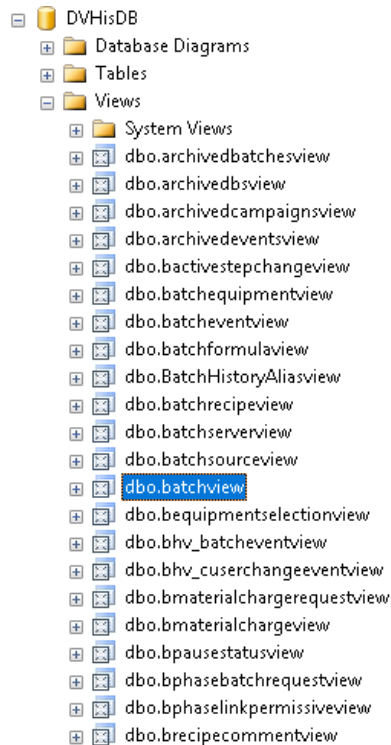 DVHisDB
Database Diagrams
Tables
Views
System Views
dbo.archivedbatchesview
dbo.archivedbsview
dbo.archivedcampaignsview
dbo.archivedeventsview
dbo.bactivestepchangeview
dbo.batchequipmentview
dbo.batcheventview
dbo.batchformulaview
dbo.BatchHistoryAliasview
dbo.batchrecipeview
dbo.batchserverview
dbo.batchsourceview
dbo.batchview
dbo.bequipmentselectionview
dbo.bhv_batcheventview
dbo.bhv_cuserchangeeventview
dbo.bmaterialchargerequestview
dbo.bmaterialchargeview
dbo.bpausestatusview
dbo.bphasebatchrequestview
dbo.bphaselinkpermissiveview
dbo.brecipecommentview